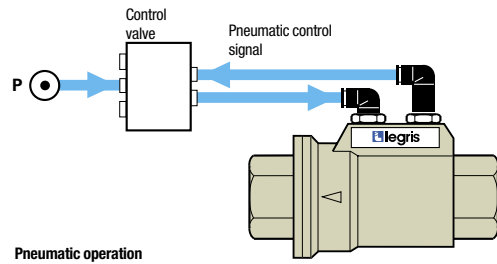 Control
valve
Pneumatic control
signal
P
legris
Pneumatic operation